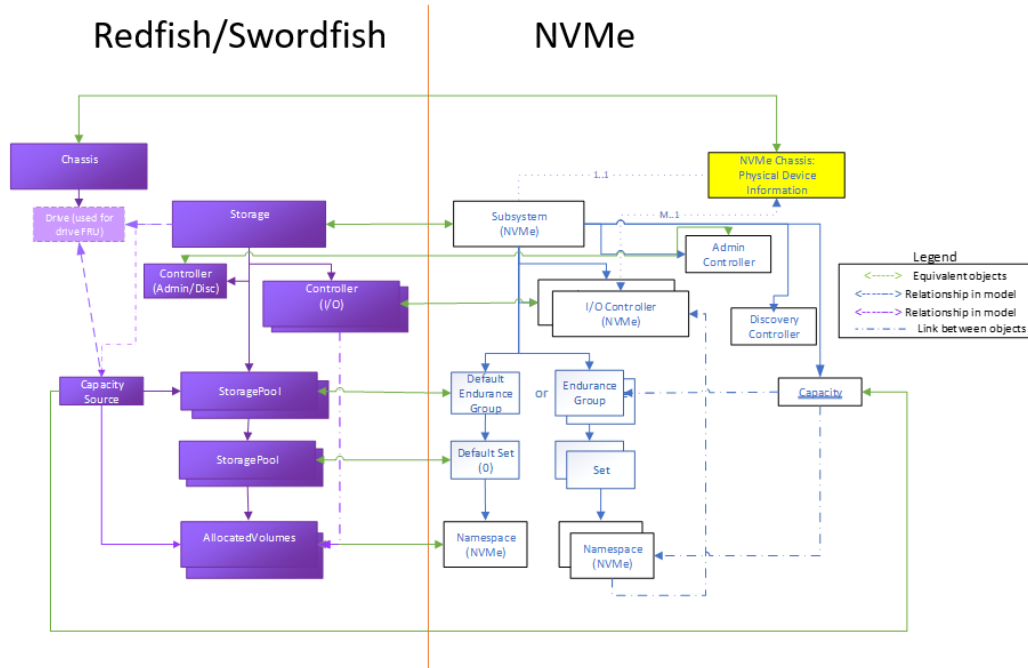 Redfish/Swordfish
NVMe
Chassis
NVMe Chassis:
Physical Device
Information
1..1
Drive (used for
drive FRU)
Storage
Subsystem
(NVMe)
M..1
Admin
Controller
Controller
(Admin/Disc)
Controller
(I/O)
I/O Controller
(NVMe)
Discovery
Controller
Legend
Equivalent objects
Relationship in model
Relationship in model
Link between objects
Capacity
Source
StoragePool
Default
Endurance
Group
or
Endurance
Group
Capacity
StoragePool
Default Set
(0)
Set
AllocatedVolumes
Namespace
(NVMe)
Namespace
(NVMe)